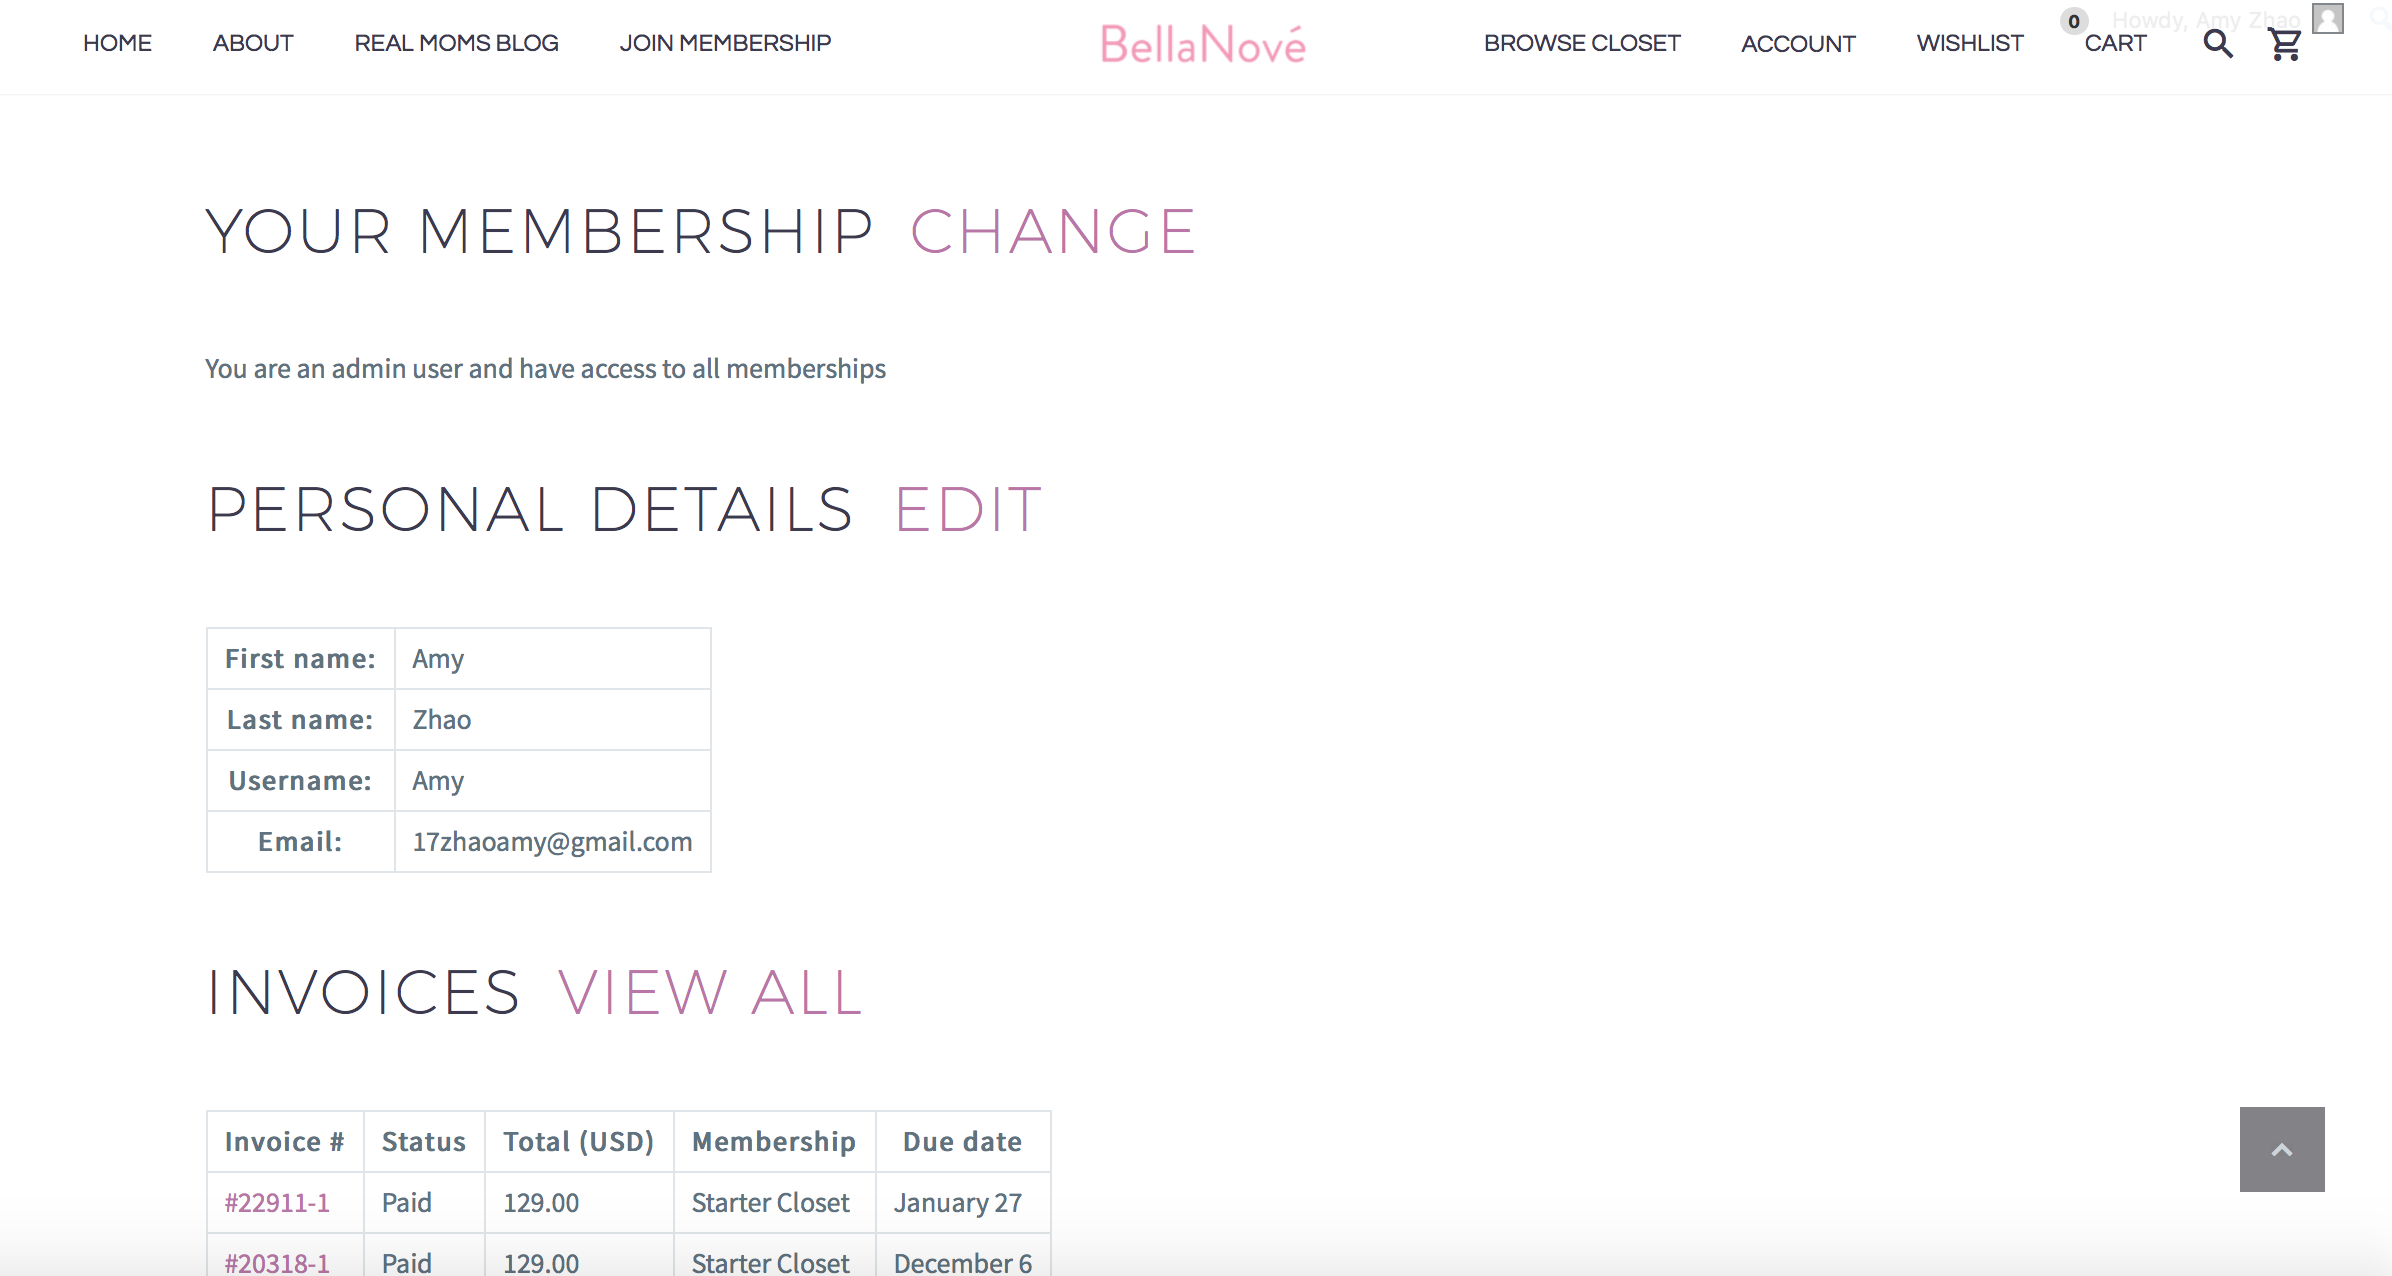 HOME ABOUT REAL MOMS BLOG JOIN MEMBERSHIP BellaNové BROWSE CLOSET ACCOUNT WISHLIST 0 CART Howdy, Amy Zhao
YOUR MEMBERSHIP CHANGE
You are an admin user and have access to all memberships
PERSONAL DETAILS EDIT
First name: Amy
Last name: Zhao
Username: Amy
Email: 17zhaoamy@gmail.com
INVOICES VIEW ALL
Invoice # Status Total (USD) Membership Due date
#22911-1 Paid 129.00 Starter Closet January 27
#20318-1 Paid 129.00 Starter Closet December 6